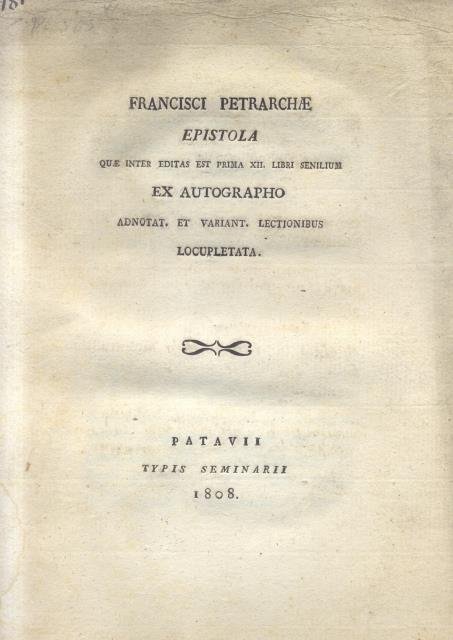 FRANCISCI PETRARCHÆ
EPISTOLA
QUÆ INTER EDITAS EST PRIMA XII. LIBRI SENILIUM
EX AUTOGRAPHO
ADNOTAT. ET VARIANT. LECTIONIBUS
LOCUPLETATA.
PATAVII
TYPIS SEMINARII
1808.